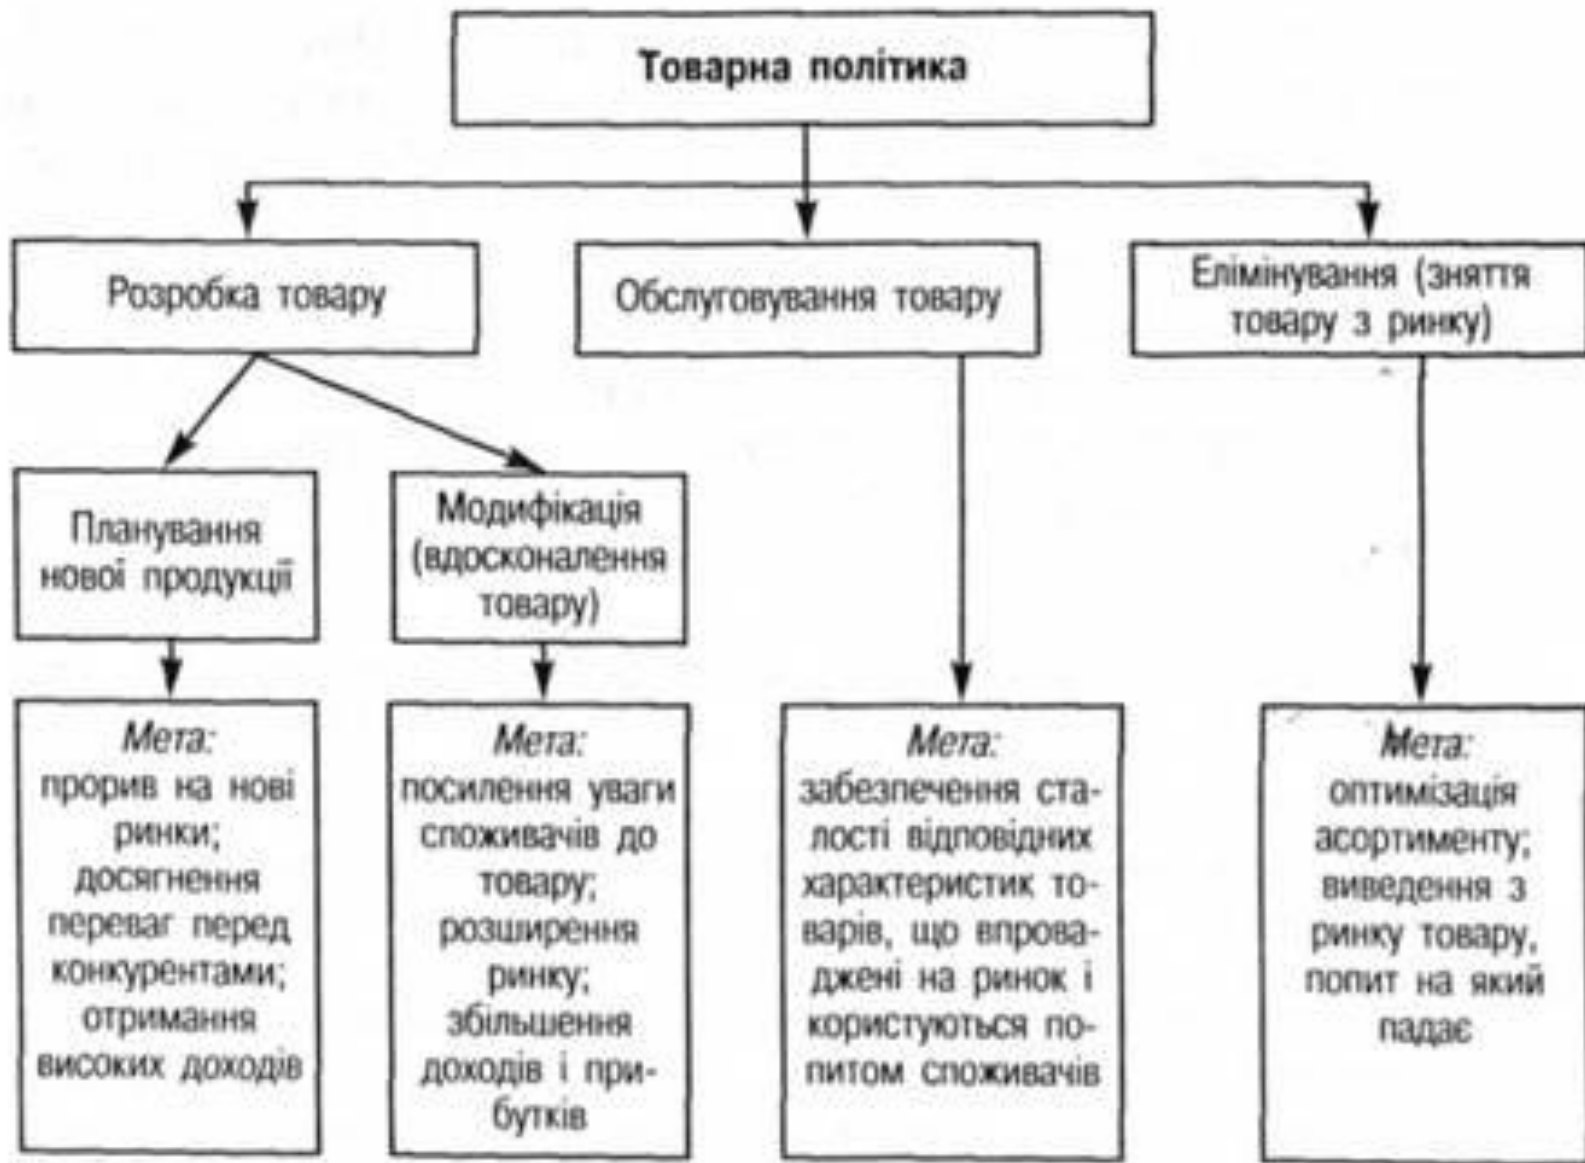 Товарна політика
Розробка товару
Обслуговування товару
Елімінування (зняття
товару з ринку)
Планування
нової продукції
Модифікація
(вдосконалення
товару)
Мета:
прорив на нові
ринки;
досягнення
переваг перед
конкурентами;
отримання
високих доходів
Мета:
посилення уваги
споживачів до
товару;
розширення
ринку;
збільшення
доходів і при-
бутків
Мета:
забезпечення ста-
лості відповідних
характеристик то-
варів, що впрова-
джені на ринок і
користуються по-
питом споживачів
Мета:
оптимізація
асортименту;
виведення з
ринку товару,
попит на який
падає